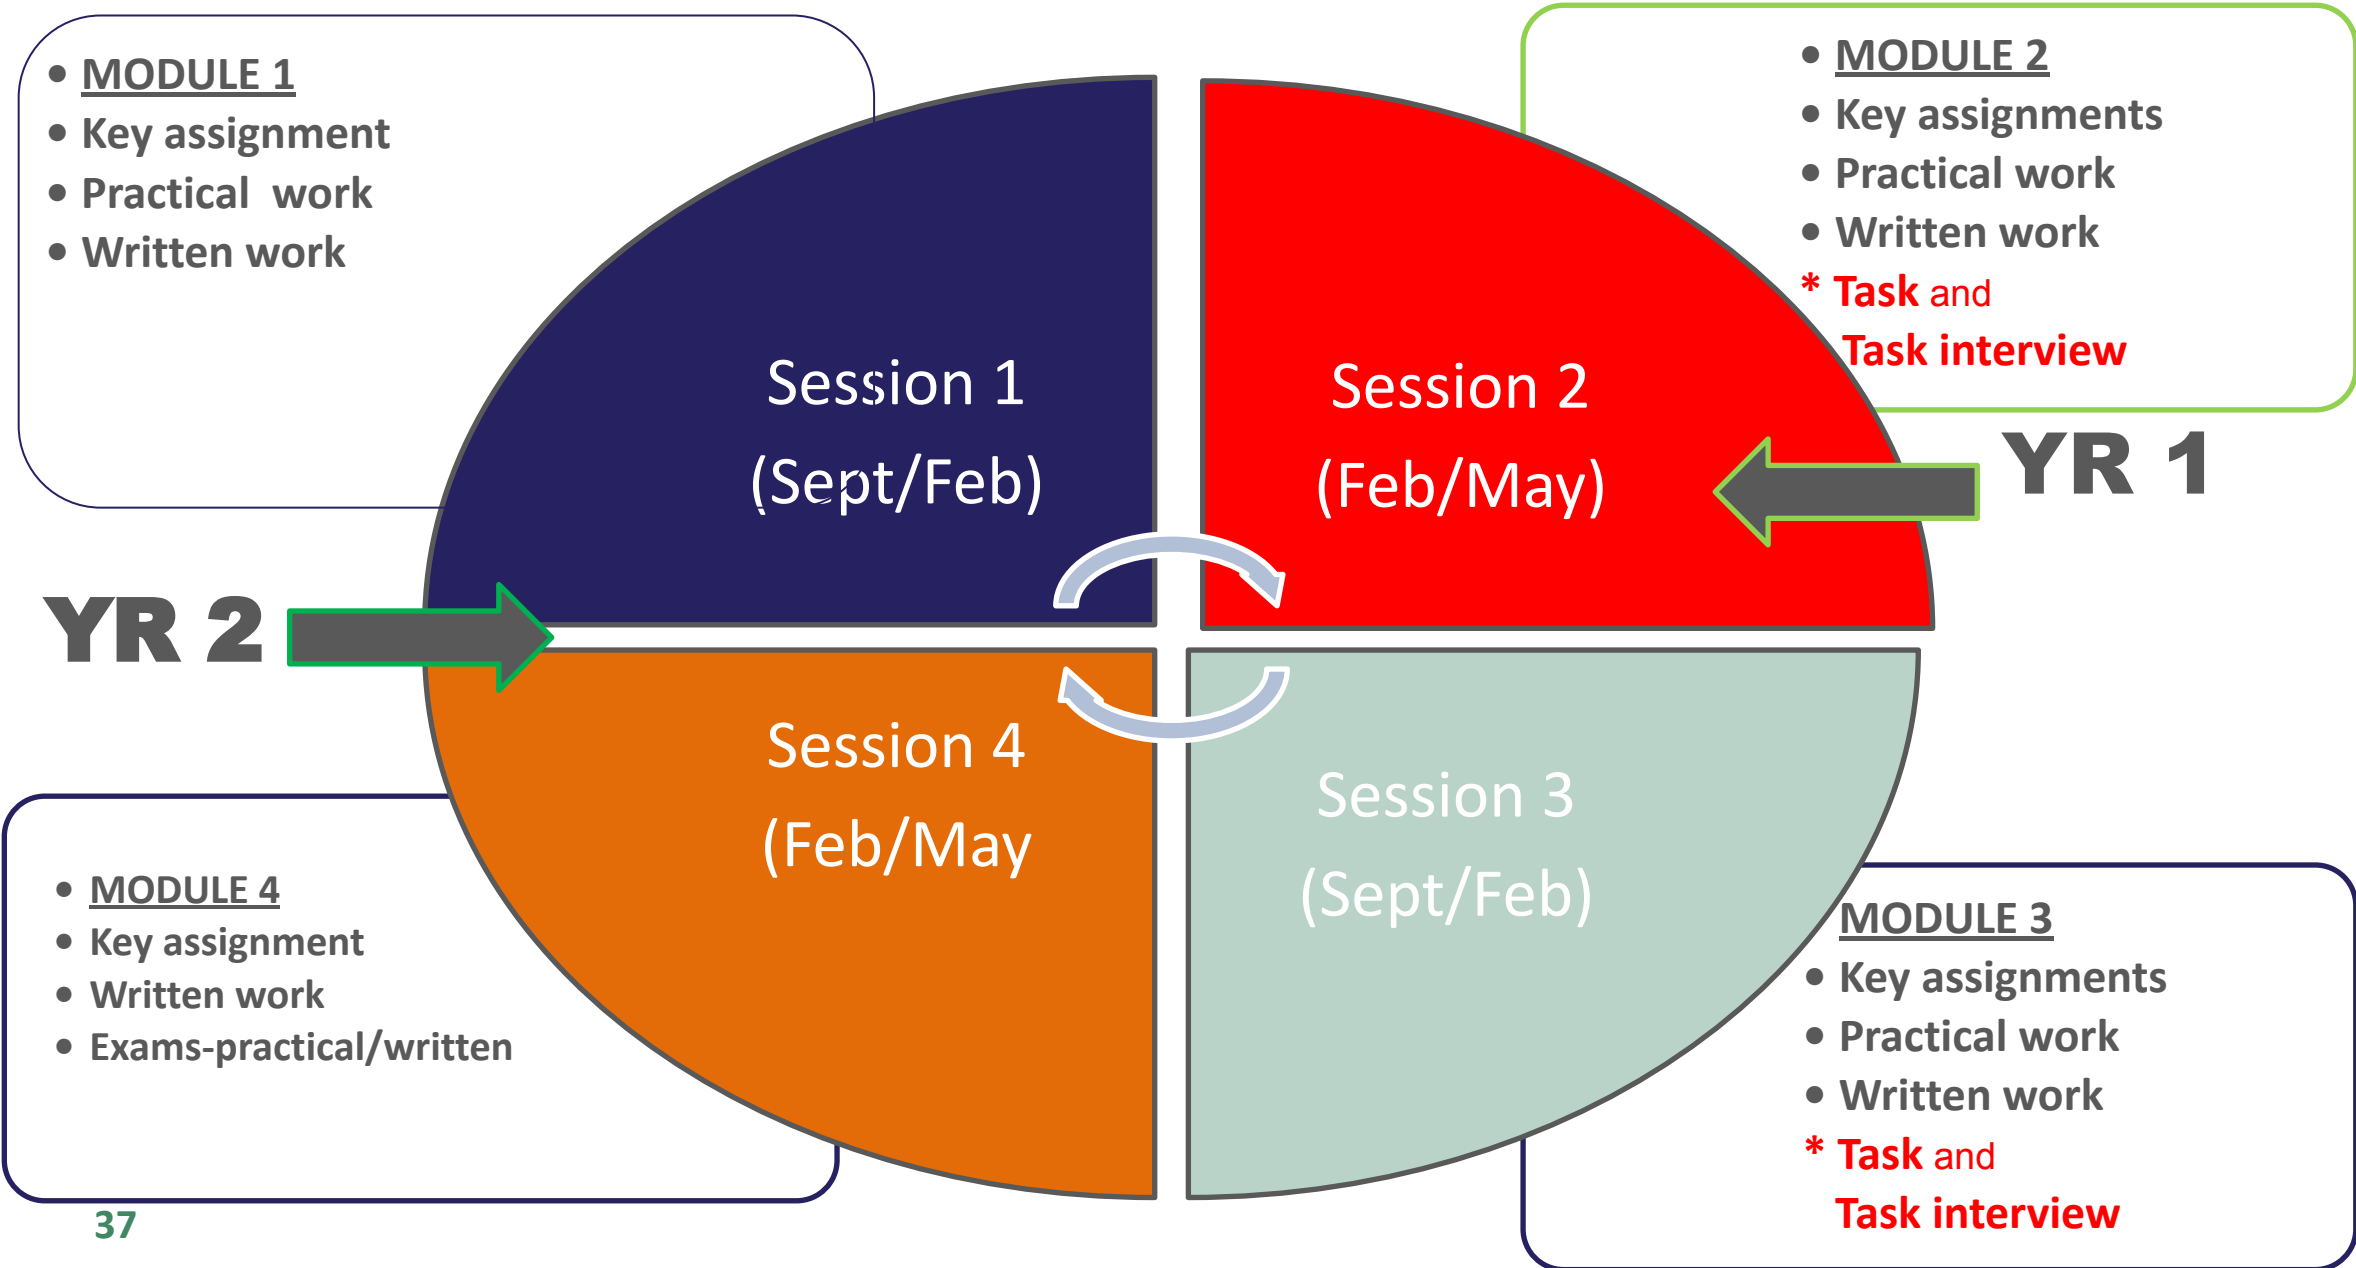 • MODULE 1
• Key assignment
• Practical  work
• Written work
• MODULE 2
• Key assignments
• Practical work
• Written work
* Task and
Task interview
Session 1
(Sept/Feb)
Session 2
(Feb/May)
YR 1
YR 2
Session 4
(Feb/May
Session 3
(Sept/Feb)
• MODULE 4
• Key assignment
• Written work
• Exams-practical/written
MODULE 3
• Key assignments
• Practical work
• Written work
* Task and
Task interview
37